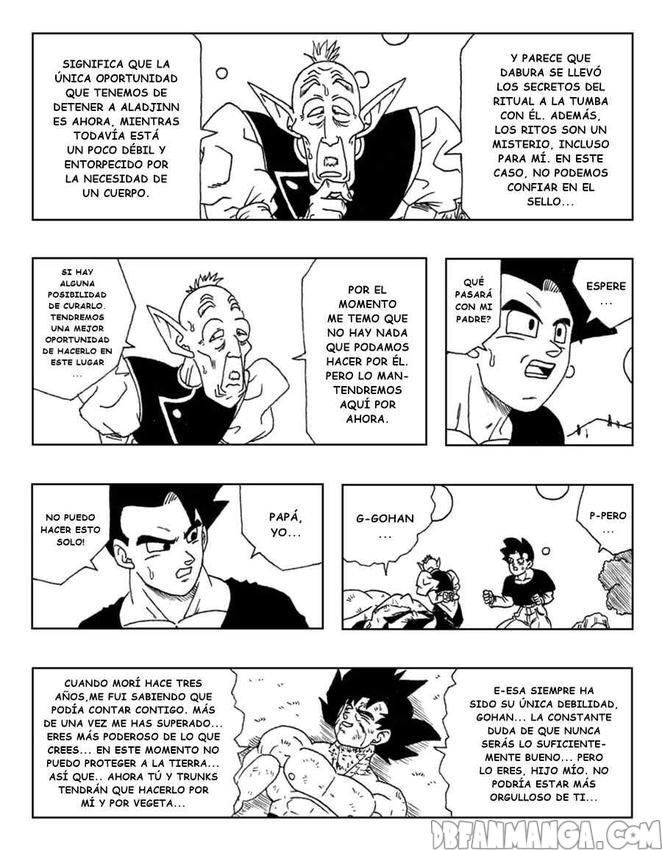 Y PARECE QUE
DABURA SE LLEVÓ
LOS SECRETOS DEL
RITUAL A LA TUMBA
CON ÉL. ADEMÁS,
LOS RITOS SON UN
MISTERIO, INCLUSO
PARA MÍ. EN ESTE
CASO, NO PODEMOS
CONFIAR EN EL
SELLO...
SIGNIFICA QUE LA
ÚNICA OPORTUNIDAD
QUE TENEMOS DE
DETENER A ALADJINN
ES AHORA, MIENTRAS
TODAVÍA ESTÁ
UN POCO DÉBIL Y
ENTORPECIDO POR
LA NECESIDAD DE
UN CUERPO.
ESPERE
...
QUÉ
PASARÁ
CON MI
PADRE?
POR EL
MOMENTO
ME TEMO QUE
NO HAY NADA
QUE PODAMOS
HACER POR ÉL.
PERO LO MAN-
TENDREMOS
AQUÍ POR
AHORA.
SI HAY
ALGUNA
POSIBILIDAD
DE CURARLO.
TENDREMOS
UNA MEJOR
OPORTUNIDAD
DE HACERLO EN
ESTE LUGAR
...
P-PERO
...
G-GOHAN
...
PAPÁ,
YO...
NO PUEDO
HACER ESTO
SOLO!
E-ESA SIEMPRE HA
SIDO SU ÚNICA DEBILIDAD,
GOHAN... LA CONSTANTE
DUDA DE QUE NUNCA
SERÁS LO SUFICIENTE-
MENTE BUENO... PERO
LO ERES, HIJO MÍO. NO
PODRÍA ESTAR MÁS
ORGULLOSO DE TI...
CUANDO MORÍ HACE TRES
AÑOS,ME FUI SABIENDO QUE
PODÍA CONTAR CONTIGO. MÁS
DE UNA VEZ ME HAS SUPERADO...
ERES MÁS PODEROSO DE LO QUE
CREES... EN ESTE MOMENTO NO
PUEDO PROTEGER A LA TIERRA...
ASÍ QUE.. AHORA TÚ Y TRUNKS
TENDRÁN QUE HACERLO POR
MÍ Y POR VEGETA...
DBFANMANGA.COM